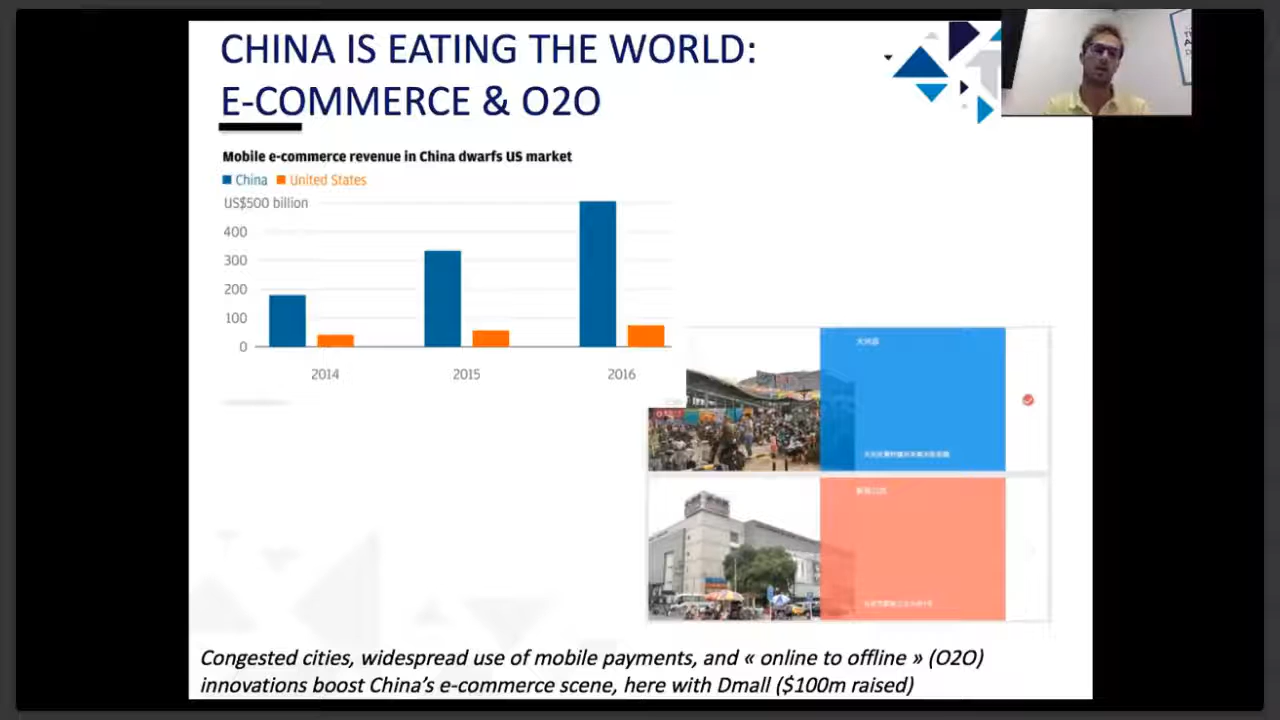 CHINA IS EATING THE WORLD:
E-COMMERCE & O2O
Mobile e-commerce revenue in China dwarfs US market
China United States
US$500 billion
400
300
200
100
0
2014 2015 2016
Congested cities, widespread use of mobile payments, and « online to offline » (O2O)
innovations boost China's e-commerce scene, here with Dmall ($100m raised)